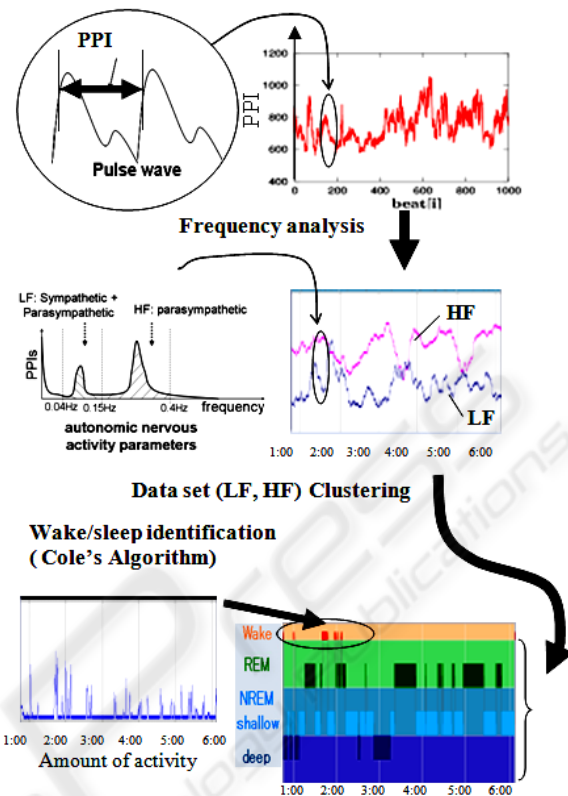 PPI
Pulse wave
PPI
1200
1000
800
600
400
0 200 400 600 800 1000
beat[i]
Frequency analysis
LF: Sympathetic +
Parasympathetic
HF: parasympathetic
PPIs
0.04Hz 0.15Hz 0.4Hz frequency
autonomic nervous
activity parameters
HF
LF
1:00 2:00 3:00 4:00 5:00 6:00
Data set (LF, HF) Clustering
Wake/sleep identification
( Cole's Algorithm)
1:00 2:00 3:00 4:00 5:00 6:00
Amount of activity
Wake
REM
NREM
shallow
deep
1:00 2:00 3:00 4:00 5:00 6:00